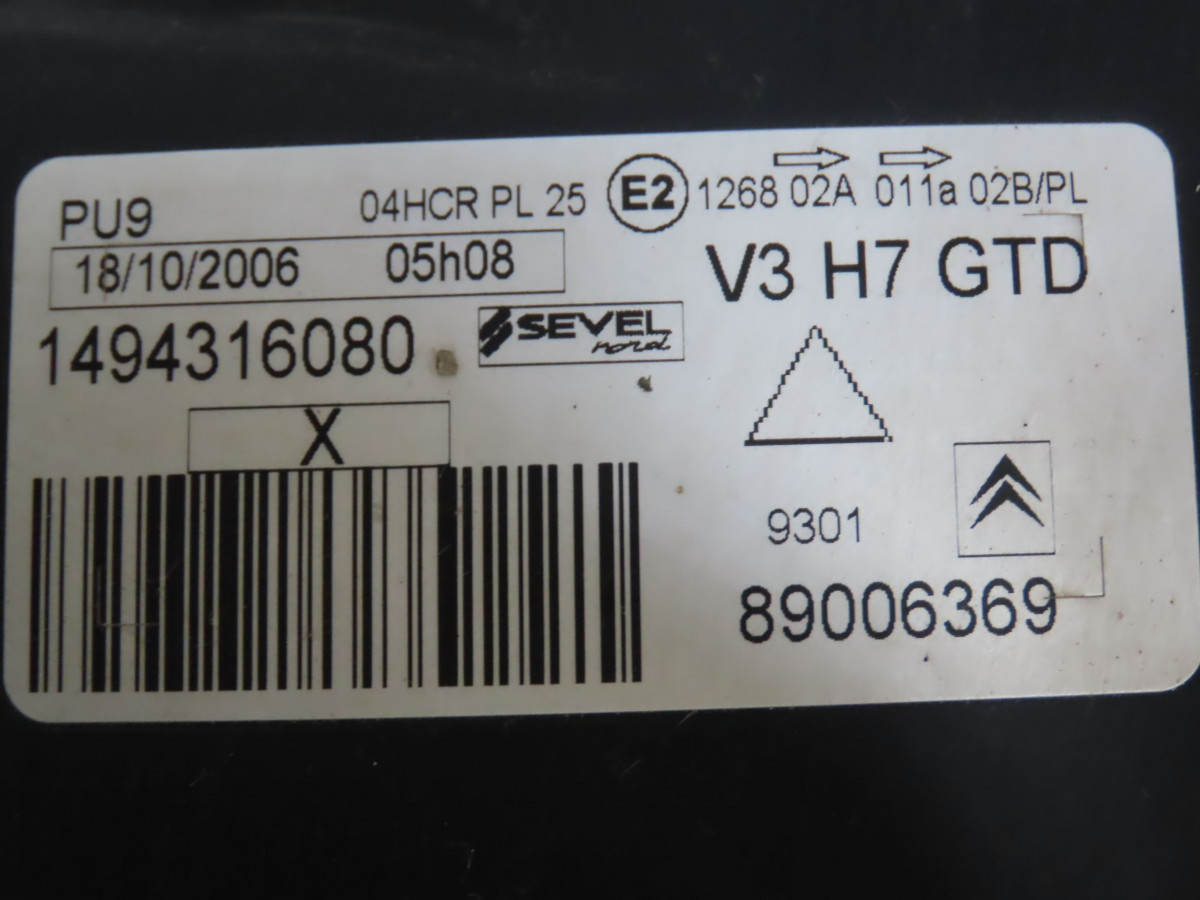 PU9 04HCR PL 25 E2 1268 02A 011a 02B/PL
18/10/2006 05h08 V3 H7 GTD
1494316080 SEVEL nord
X
9301
89006369